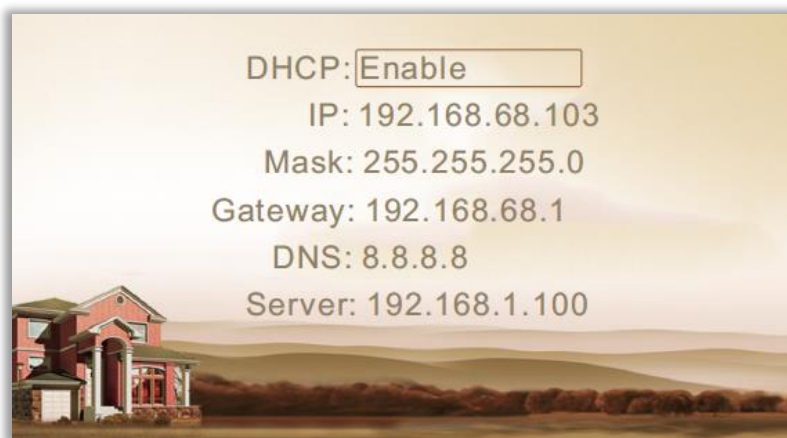 DHCP: Enable
IP: 192.168.68.103
Mask: 255.255.255.0
Gateway: 192.168.68.1
DNS: 8.8.8.8
Server: 192.168.1.100